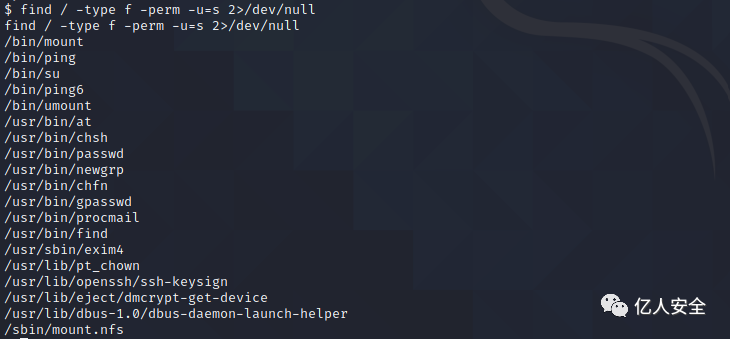 $ find / -type f -perm -u=s 2>/dev/null
find / -type f -perm -u=s 2>/dev/null
/bin/mount
/bin/ping
/bin/su
/bin/ping6
/bin/umount
/usr/bin/at
/usr/bin/chsh
/usr/bin/passwd
/usr/bin/newgrp
/usr/bin/chfn
/usr/bin/gpasswd
/usr/bin/procmail
/usr/bin/find
/usr/sbin/exim4
/usr/lib/pt_chown
/usr/lib/openssh/ssh-keysign
/usr/lib/eject/dmcrypt-get-device
/usr/lib/dbus-1.0/dbus-daemon-launch-helper
/sbin/mount.nfs
亿人安全